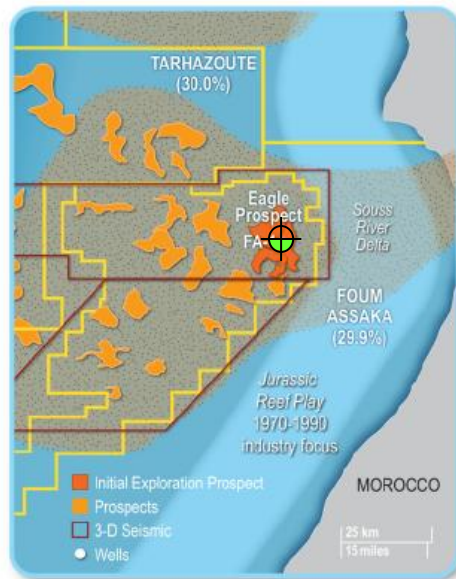 TARHAZOUTE
(30.0%)
Eagle
Prospect
FA-
Souss
River
Delta
FOUM
ASSAKA
(29.9%)
Jurassic
Reef Play
1970-1990
industry focus
MOROCCO
Initial Exploration Prospect
Prospects
3-D Seismic
Wells
25 km
15 miles